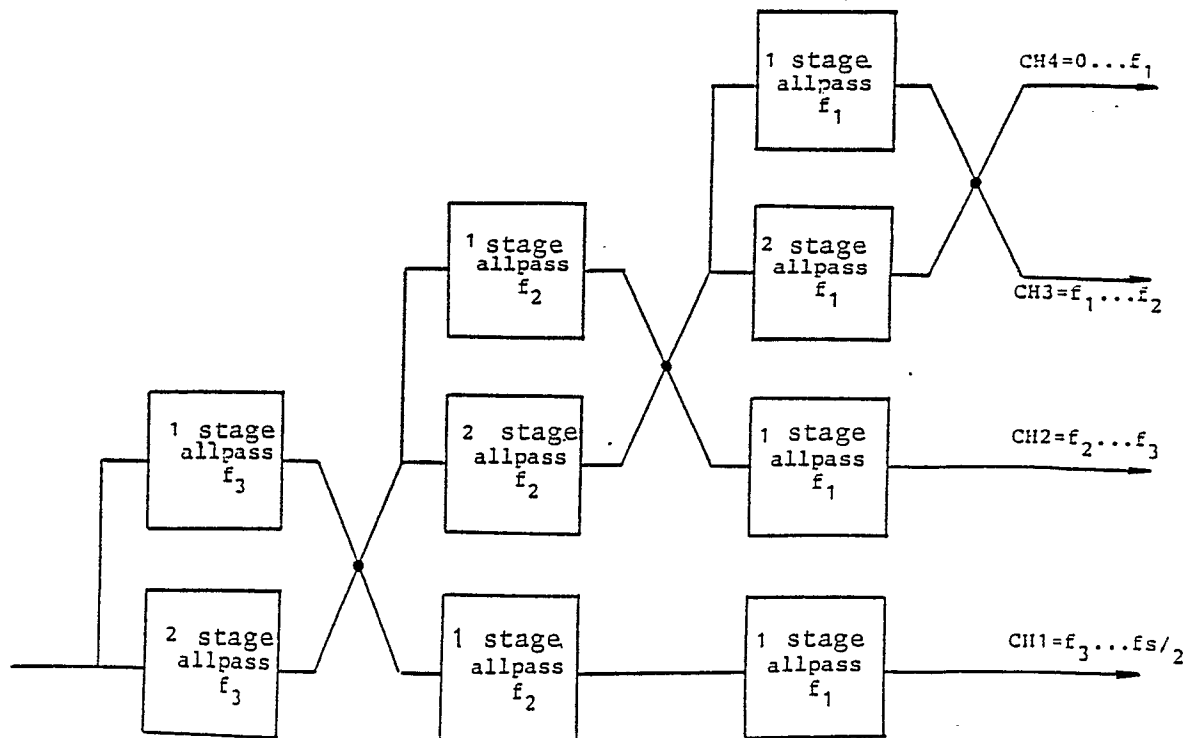 1 stage
allpass
f₁
CH4=0...f₁
1 stage
allpass
f₂
2 stage
allpass
f₁
CH3=f₁...f₂
1 stage
allpass
f₃
2 stage
allpass
f₂
1 stage
allpass
f₁
CH2=f₂...f₃
2 stage
allpass
f₃
1 stage
allpass
f₂
1 stage
allpass
f₁
CH1=f₃...fs/2